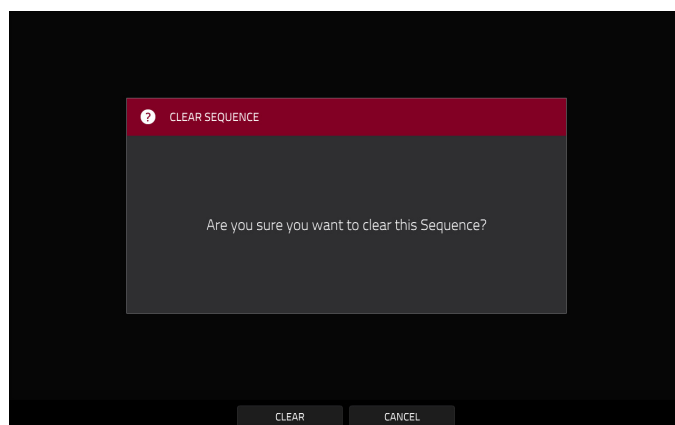 ? CLEAR SEQUENCE
Are you sure you want to clear this Sequence?
CLEAR CANCEL